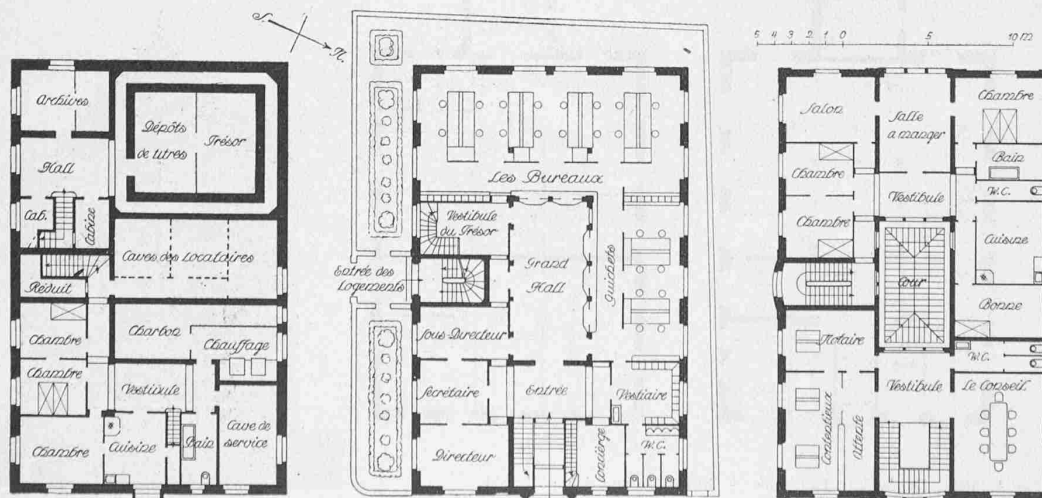 Archives
Hall
Cab.
Cabine
Dépôts
de titres
Trésor
Caves des Locataires
Réduit
Chambre
Chambre
Chambre
Charbon
Chauffage
Vestibule
Cuisine
Bain
Cave de
service
S.
N.
Les Bureaux
Vestibule
du Trésor
Entrée des
Logements
Grand
Hall
Guichets
Sous Directeur
Secrétaire
Entrée
Vestiaire
Directeur
Concièrge
W.C.
5 4 3 2 1 0 5 10 m
Salon
Salle
a manger
Chambre
Bain
W.C.
Chambre
Chambre
Vestibule
Cuisine
Cour
Bonne
Notaire
W.C.
Vestibule
Le Conseil
Contentieux
Attente